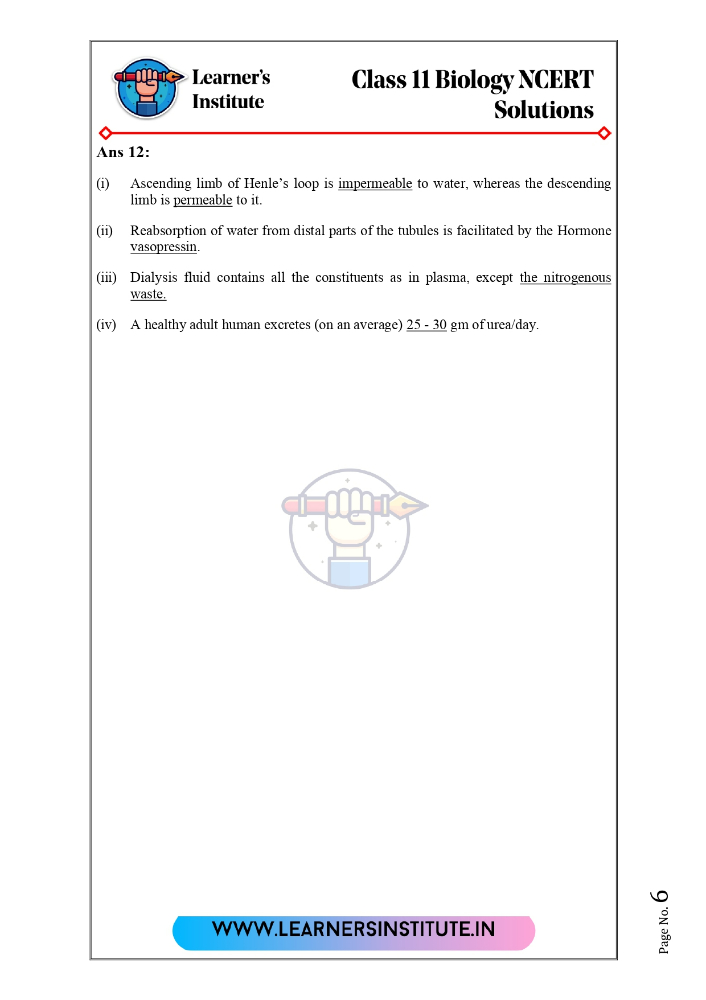 Learner's
Institute
Class 11 Biology NCERT
Solutions
Ans 12:
(i) Ascending limb of Henle's loop is impermeable to water, whereas the descending
limb is permeable to it.
(ii) Reabsorption of water from distal parts of the tubules is facilitated by the Hormone
vasopressin.
(iii) Dialysis fluid contains all the constituents as in plasma, except the nitrogenous
waste.
(iv) A healthy adult human excretes (on an average) 25 - 30 gm of urea/day.
WWW.LEARNERSINSTITUTE.IN
Page No. 6